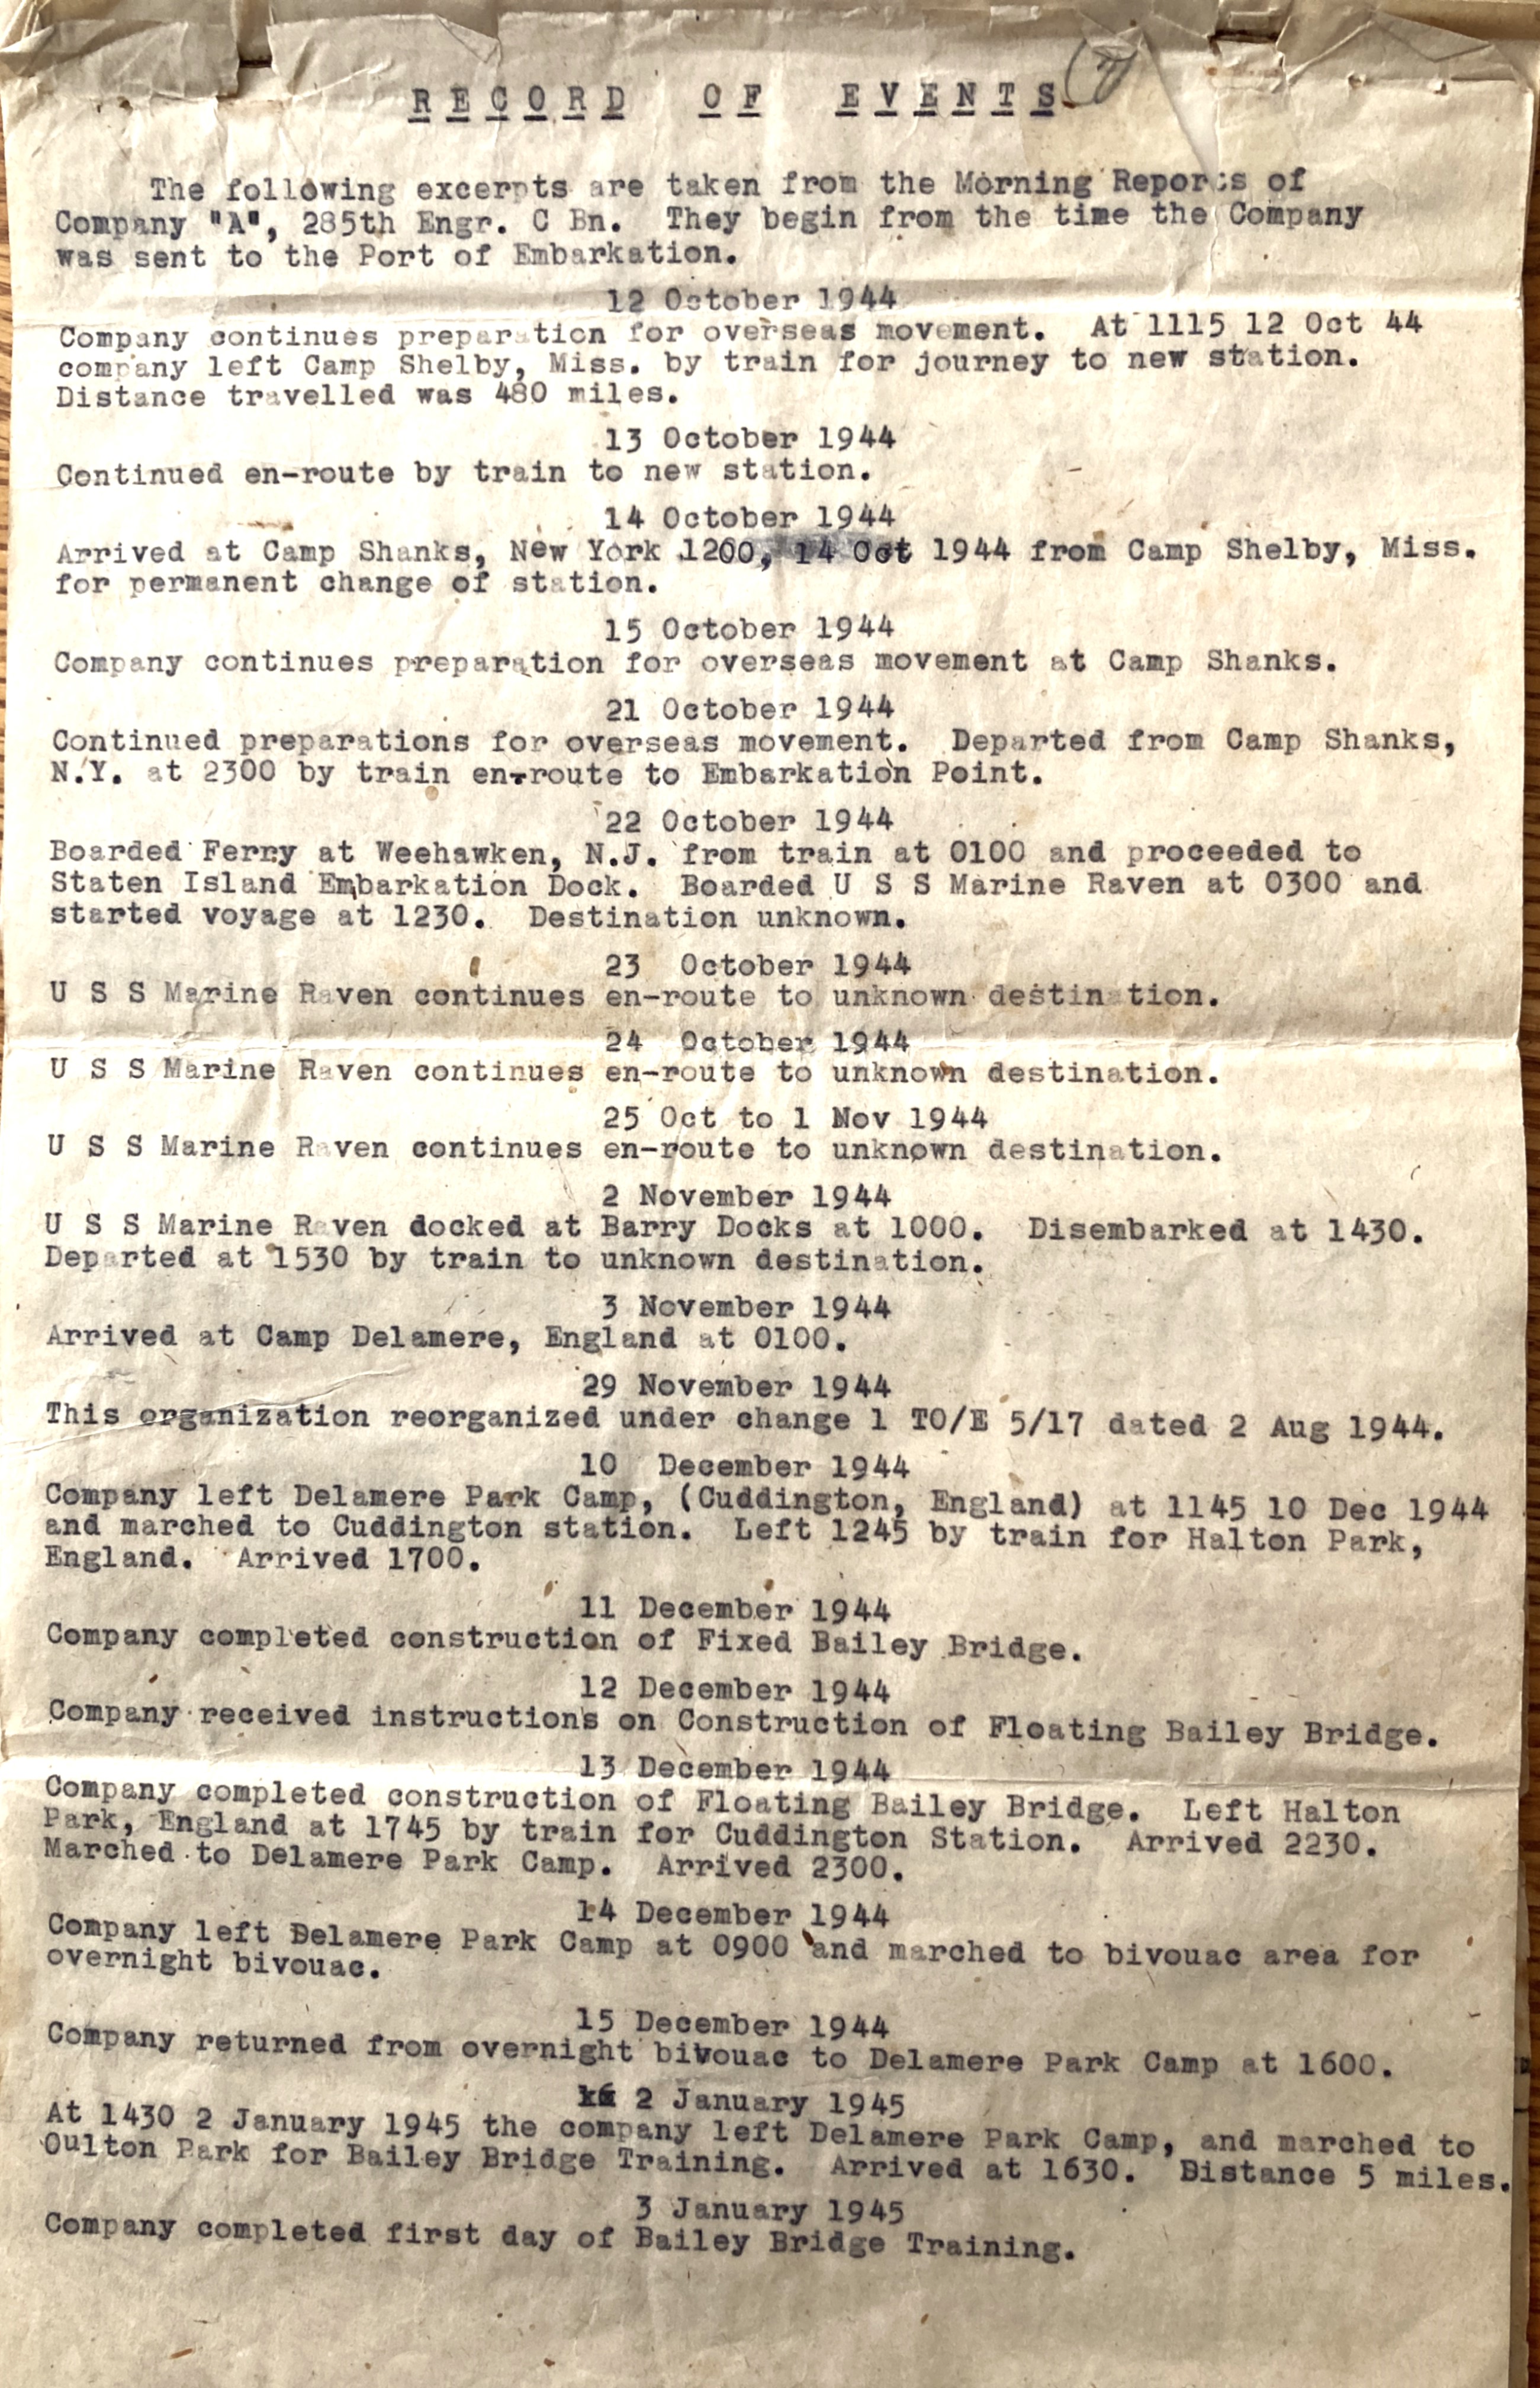 RECORD OF EVENTS
The following excerpts are taken from the Morning Reports of
Company "A", 285th Engr. C Bn. They begin from the time the Company
was sent to the Port of Embarkation.
12 October 1944
Company continues preparation for overseas movement. At 1115 12 Oct 44
company left Camp Shelby, Miss. by train for journey to new station.
Distance travelled was 480 miles.
13 October 1944
Continued en-route by train to new station.
14 October 1944
Arrived at Camp Shanks, New York 1200, 14 Oct 1944 from Camp Shelby, Miss.
for permanent change of station.
15 October 1944
Company continues preparation for overseas movement at Camp Shanks.
21 October 1944
Continued preparations for overseas movement. Departed from Camp Shanks,
N.Y. at 2300 by train en-route to Embarkation Point.
22 October 1944
Boarded Ferry at Weehawken, N.J. from train at 0100 and proceeded to
Staten Island Embarkation Dock. Boarded U S S Marine Raven at 0300 and
started voyage at 1230. Destination unknown.
23 October 1944
U S S Marine Raven continues en-route to unknown destination.
24 October 1944
U S S Marine Raven continues en-route to unknown destination.
25 Oct to 1 Nov 1944
U S S Marine Raven continues en-route to unknown destination.
2 November 1944
U S S Marine Raven docked at Barry Docks at 1000. Disembarked at 1430.
Departed at 1530 by train to unknown destination.
3 November 1944
Arrived at Camp Delamere, England at 0100.
29 November 1944
This organization reorganized under change 1 TO/E 5/17 dated 2 Aug 1944.
10 December 1944
Company left Delamere Park Camp, (Cuddington, England) at 1145 10 Dec 1944
and marched to Cuddington station. Left 1245 by train for Halton Park,
England. Arrived 1700.
11 December 1944
Company completed construction of Fixed Bailey Bridge.
12 December 1944
Company received instructions on Construction of Floating Bailey Bridge.
13 December 1944
Company completed construction of Floating Bailey Bridge. Left Halton
Park, England at 1745 by train for Cuddington Station. Arrived 2230.
Marched to Delamere Park Camp. Arrived 2300.
14 December 1944
Company left Delamere Park Camp at 0900 and marched to bivouac area for
overnight bivouac.
15 December 1944
Company returned from overnight bivouac to Delamere Park Camp at 1600.
2 January 1945
At 1430 2 January 1945 the company left Delamere Park Camp, and marched to
Oulton Park for Bailey Bridge Training. Arrived at 1630. Distance 5 miles.
3 January 1945
Company completed first day of Bailey Bridge Training.